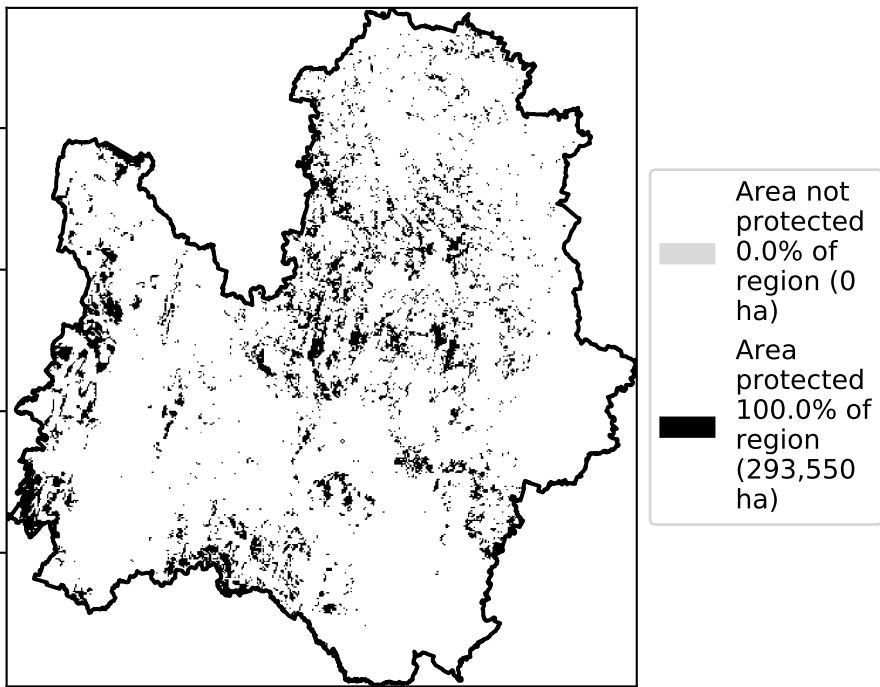 Area not
protected
0.0% of
region (0
ha)
Area
protected
100.0% of
region
(293,550
ha)